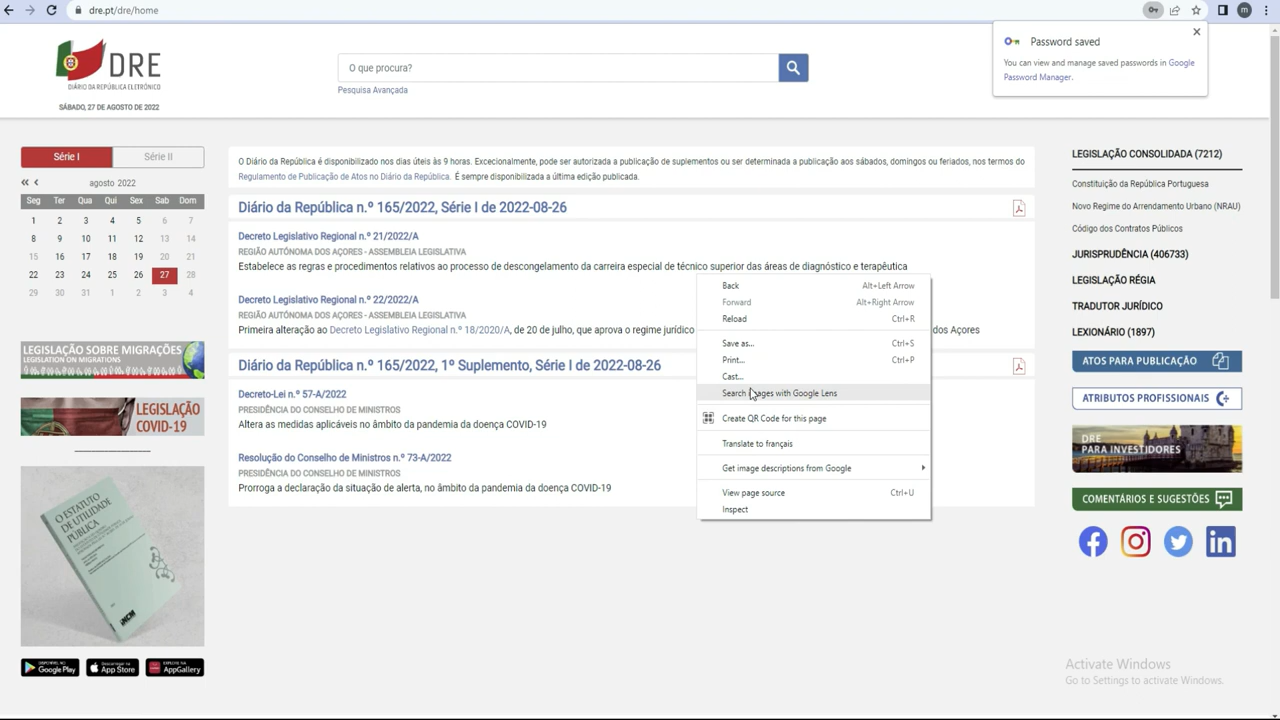 dre.pt/dre/home
m
Password saved
You can view and manage saved passwords in Google
Password Manager.
DRE
DIÁRIO DA REPÚBLICA ELETRÓNICO
SÁBADO, 27 DE AGOSTO DE 2022
O que procura?
Pesquisa Avançada
Série I
Série II
agosto 2022
Seg Ter Qua Qui Sex Sab Dom
1 2 3 4 5 6 7
8 9 10 11 12 13 14
15 16 17 18 19 20 21
22 23 24 25 26 27 28
29 30 31 1 2 3 4
LEGISLAÇÃO SOBRE MIGRAÇÕES
LEGISLATION ON MIGRATIONS
LEGISLAÇÃO
COVID-19
O ESTATUTO
DE UTILIDADE
PÚBLICA
INCM
Google Play
App Store
AppGallery
O Diário da República é disponibilizado nos dias úteis às 9 horas. Excecionalmente, pode ser autorizada a publicação de suplementos ou ser determinada a publicação aos sábados, domingos ou feriados, nos termos do
Regulamento de Publicação de Atos no Diário da República. É sempre disponibilizada a última edição publicada.
Diário da República n.º 165/2022, Série I de 2022-08-26
Decreto Legislativo Regional n.º 21/2022/A
REGIÃO AUTÓNOMA DOS AÇORES - ASSEMBLEIA LEGISLATIVA
Estabelece as regras e procedimentos relativos ao processo de descongelamento da carreira especial de técnico superior das áreas de diagnóstico e terapêutica
Decreto Legislativo Regional n.º 22/2022/A
REGIÃO AUTÓNOMA DOS AÇORES - ASSEMBLEIA LEGISLATIVA
Primeira alteração ao Decreto Legislativo Regional n.º 18/2020/A, de 20 de julho, que aprova o regime jurídico dos Açores
Diário da República n.º 165/2022, 1º Suplemento, Série I de 2022-08-26
Decreto-Lei n.º 57-A/2022
PRESIDÊNCIA DO CONSELHO DE MINISTROS
Altera as medidas aplicáveis no âmbito da pandemia da doença COVID-19
Resolução do Conselho de Ministros n.º 73-A/2022
PRESIDÊNCIA DO CONSELHO DE MINISTROS
Prorroga a declaração da situação de alerta, no âmbito da pandemia da doença COVID-19
Back Alt+Left Arrow
Forward Alt+Right Arrow
Reload Ctrl+R
Save as... Ctrl+S
Print... Ctrl+P
Cast...
Search images with Google Lens
Create QR Code for this page
Translate to français
Get image descriptions from Google
View page source Ctrl+U
Inspect
LEGISLAÇÃO CONSOLIDADA (7212)
Constituição da República Portuguesa
Novo Regime do Arrendamento Urbano (NRAU)
Código dos Contratos Públicos
JURISPRUDÊNCIA (406733)
LEGISLAÇÃO RÉGIA
TRADUTOR JURÍDICO
LEXIONÁRIO (1897)
ATOS PARA PUBLICAÇÃO
ATRIBUTOS PROFISSIONAIS
DRE
PARA INVESTIDORES
COMENTÁRIOS E SUGESTÕES
Activate Windows
Go to Settings to activate Windows.